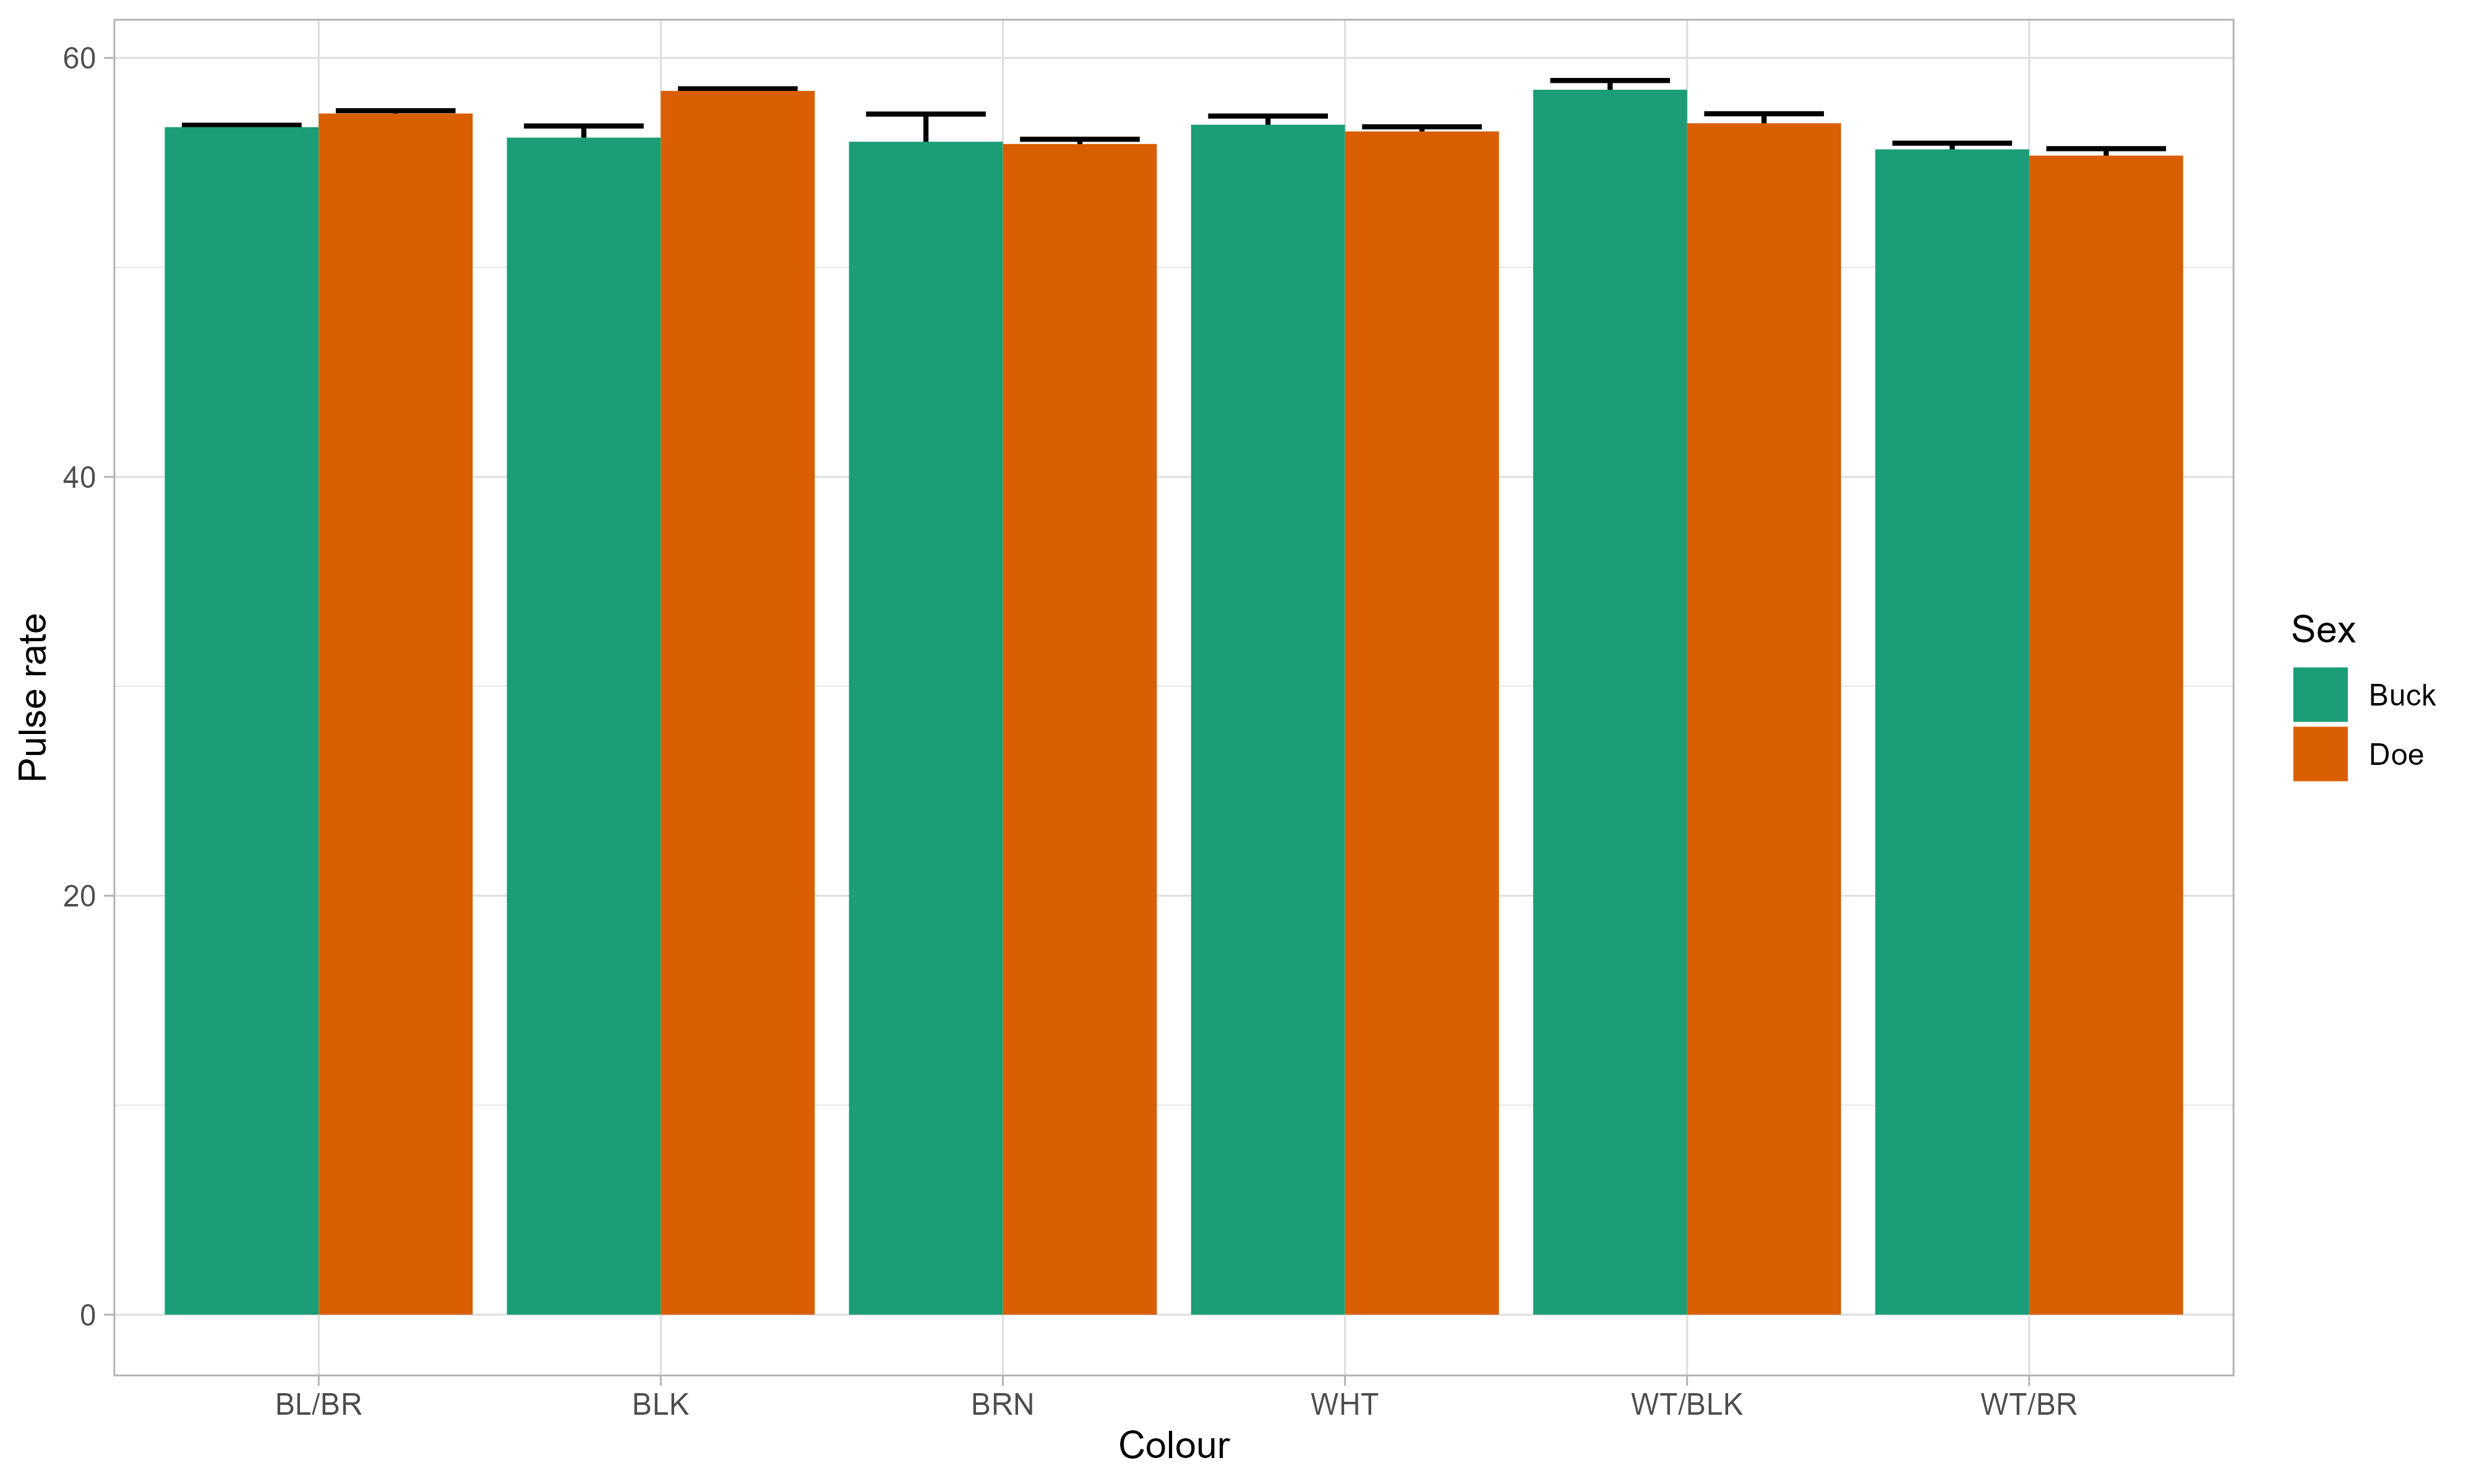 60
40
20
0
Pulse rate
BL/BR BLK BRN WHT WT/BLK WT/BR
Colour
Sex
Buck
Doe